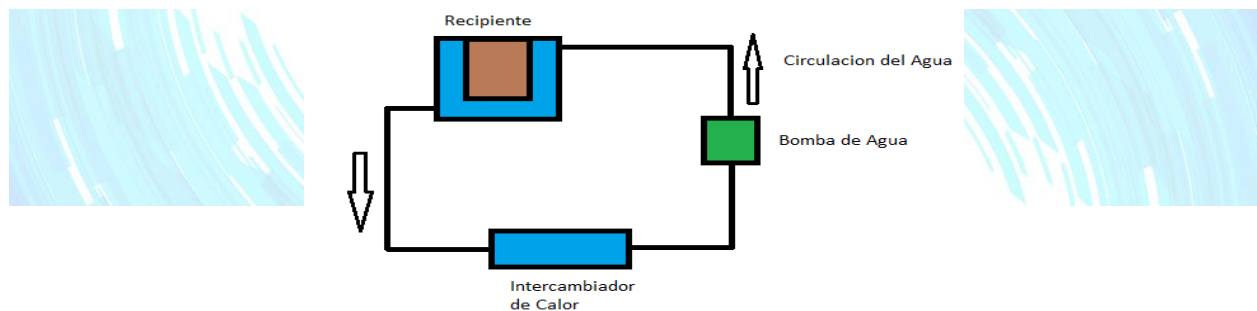 Recipiente
Circulacion del Agua
Bomba de Agua
Intercambiador
de Calor